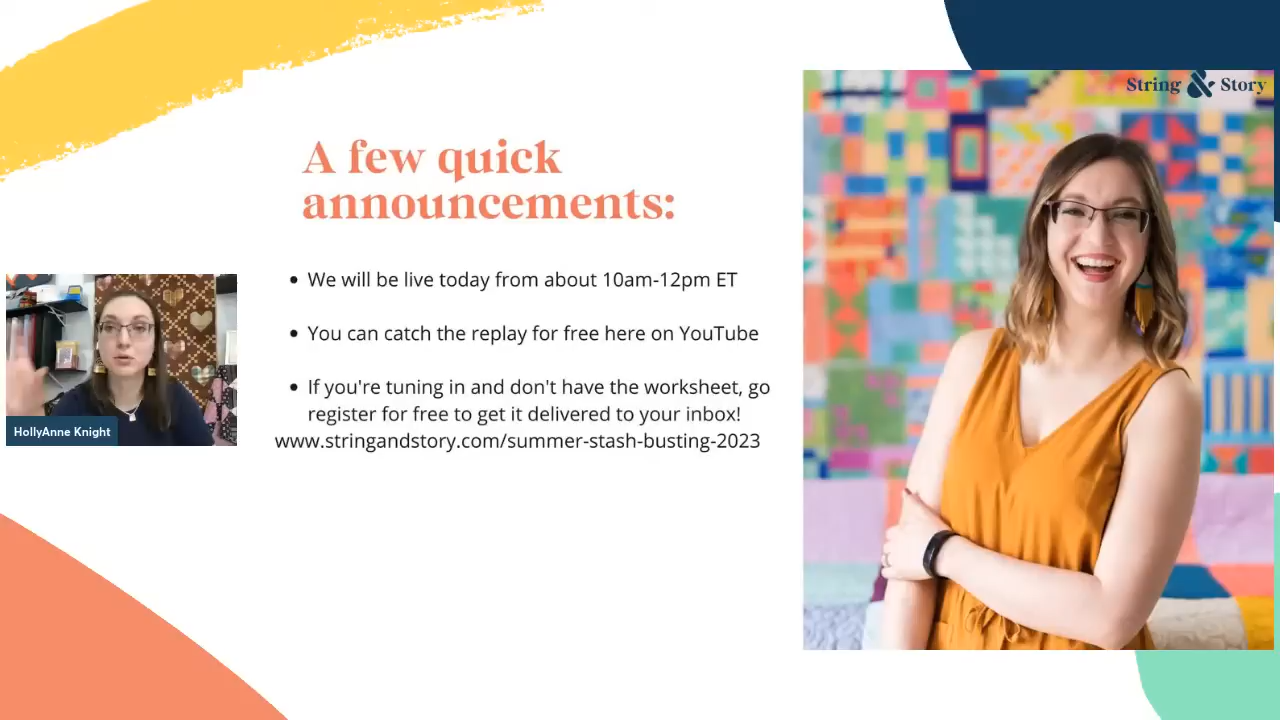 String & Story
A few quick
announcements:
• We will be live today from about 10am-12pm ET
• You can catch the replay for free here on YouTube
• If you're tuning in and don't have the worksheet, go
register for free to get it delivered to your inbox!
www.stringandstory.com/summer-stash-busting-2023
HollyAnne Knight